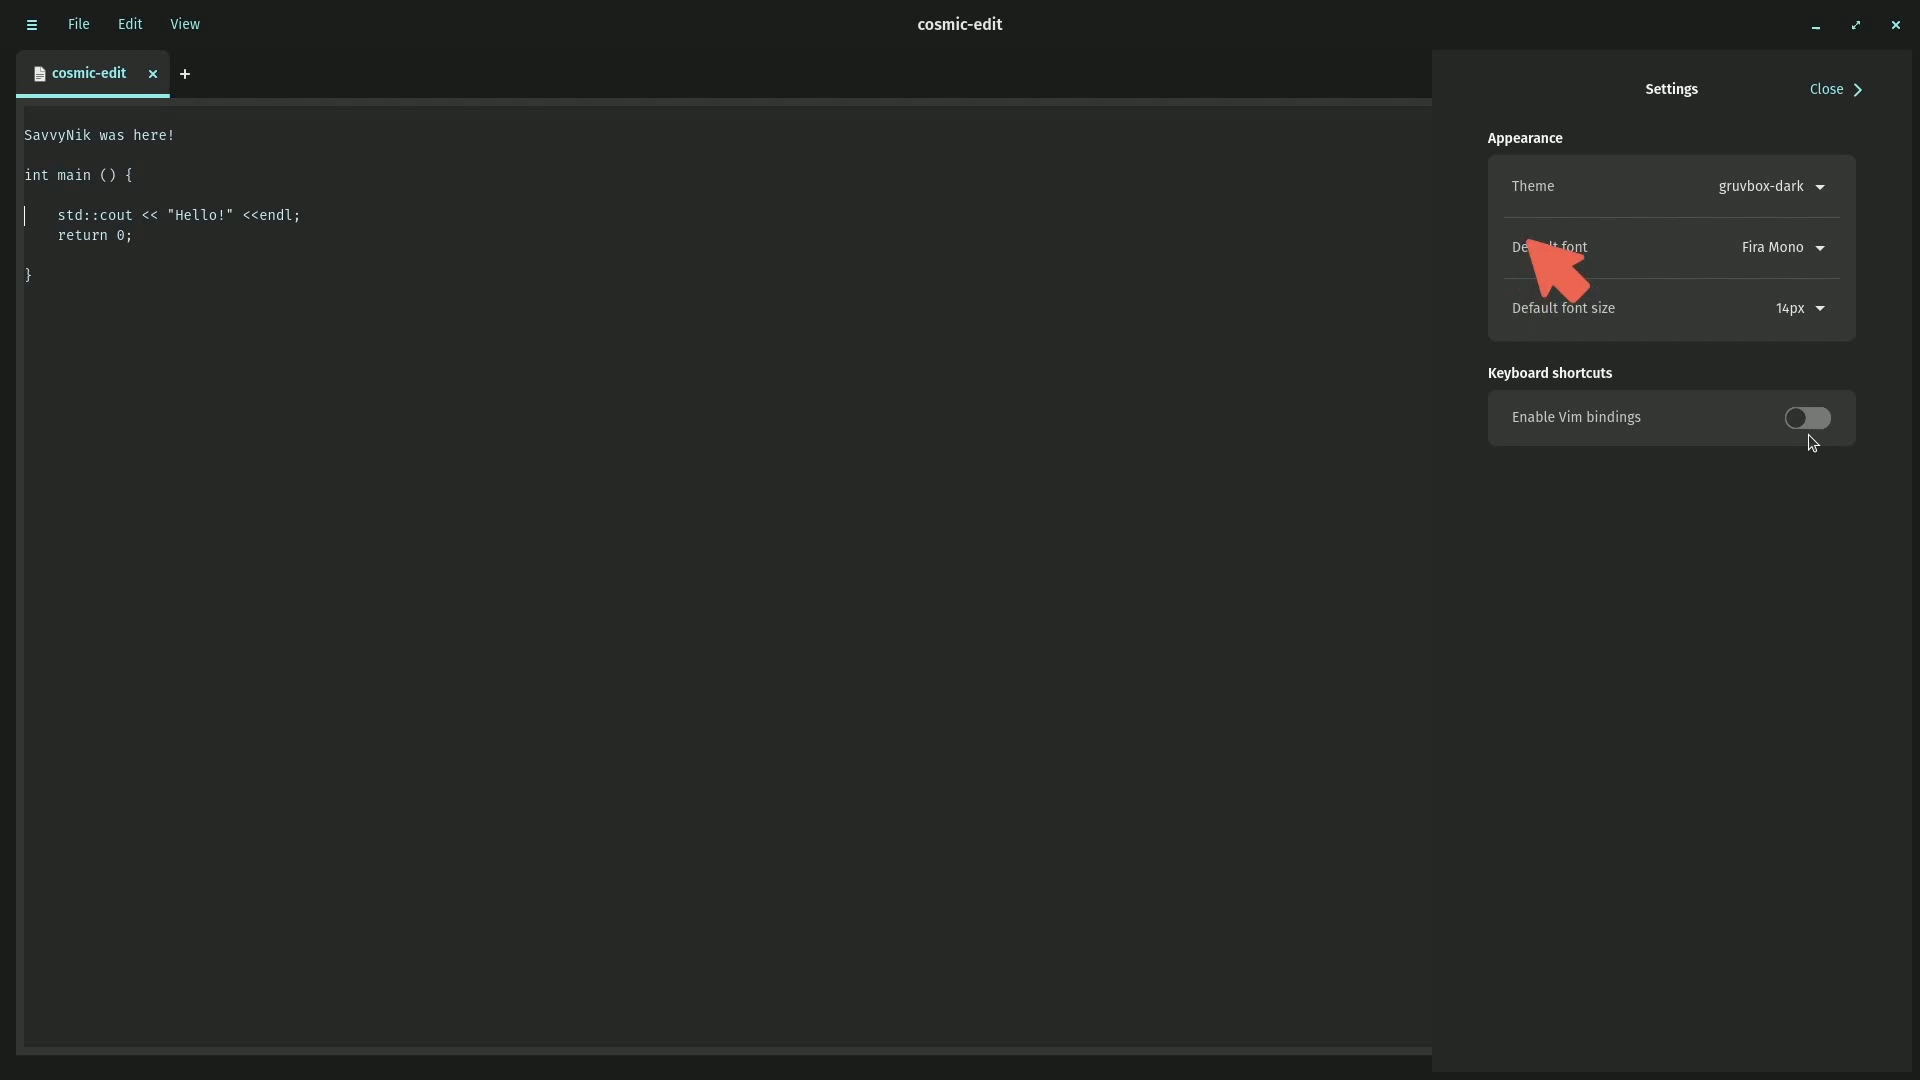 File Edit View
cosmic-edit
cosmic-edit
SavvyNik was here!
int main () {
    std::cout << "Hello!" <<endl;
    return 0;
}
Settings
Close
Appearance
Theme gruvbox-dark
font Fira Mono
Default font size 14px
Keyboard shortcuts
Enable Vim bindings